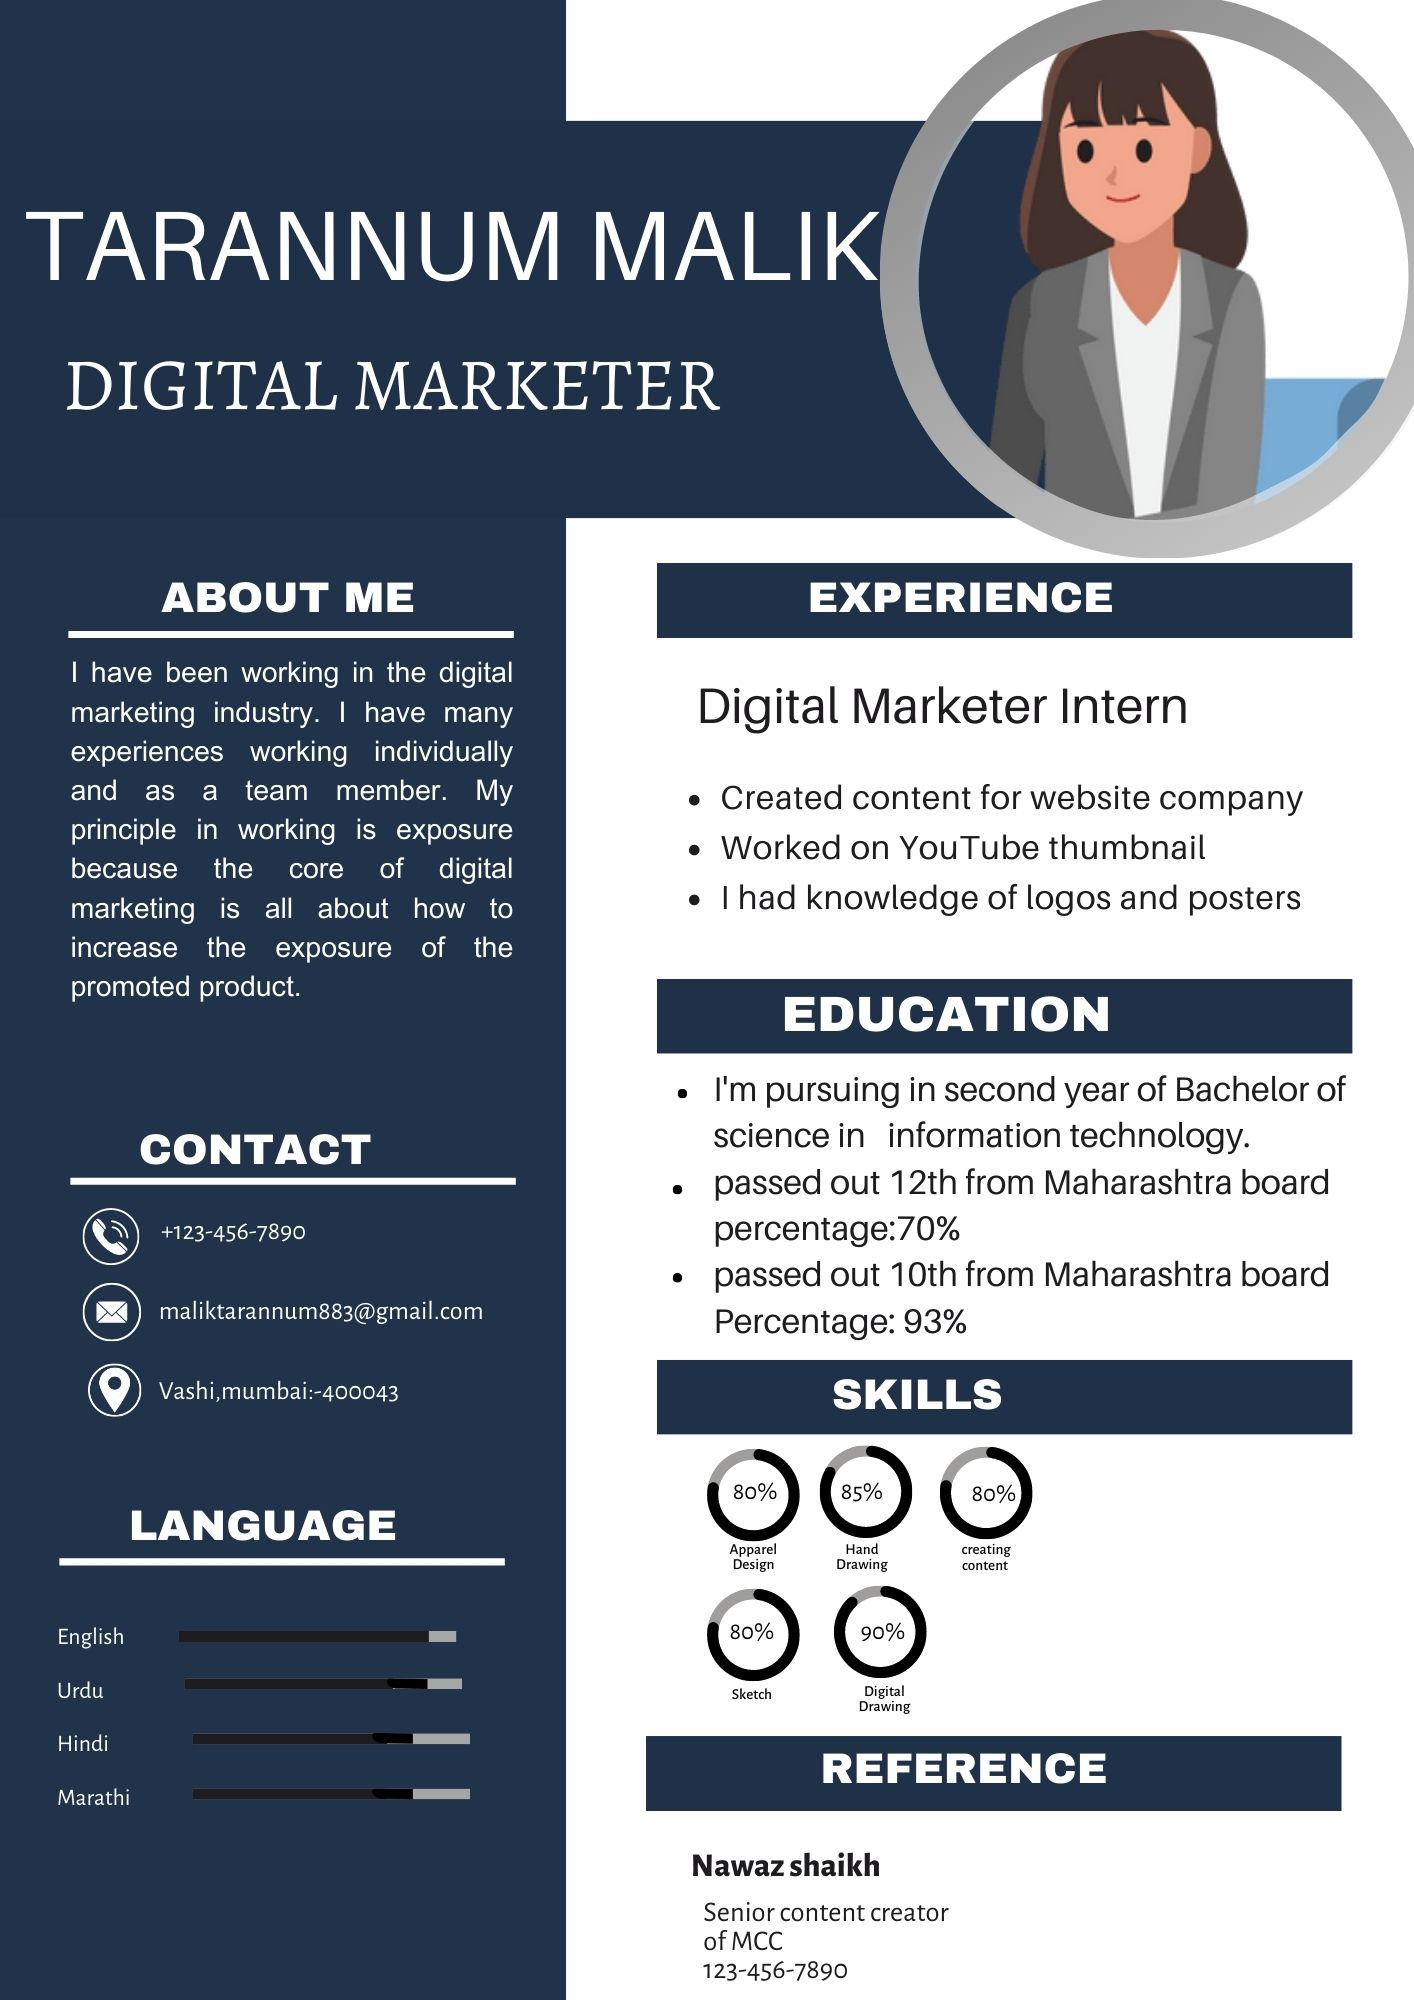 TARANNUM MALIK
DIGITAL MARKETER
ABOUT ME
I have been working in the digital
marketing industry. I have many
experiences working individually
and as a team member. My
principle in working is exposure
because the core of digital
marketing is all about how to
increase the exposure of the
promoted product.
CONTACT
+123-456-7890
maliktarannum883@gmail.com
Vashi,mumbai:-400043
LANGUAGE
English
Urdu
Hindi
Marathi
EXPERIENCE
Digital Marketer Intern
• Created content for website company
• Worked on YouTube thumbnail
• I had knowledge of logos and posters
EDUCATION
• I'm pursuing in second year of Bachelor of
science in information technology.
• passed out 12th from Maharashtra board
percentage:70%
• passed out 10th from Maharashtra board
Percentage: 93%
SKILLS
80%
Apparel
Design
85%
Hand
Drawing
80%
creating
content
80%
Sketch
90%
Digital
Drawing
REFERENCE
Nawaz shaikh
Senior content creator
of MCC
123-456-7890